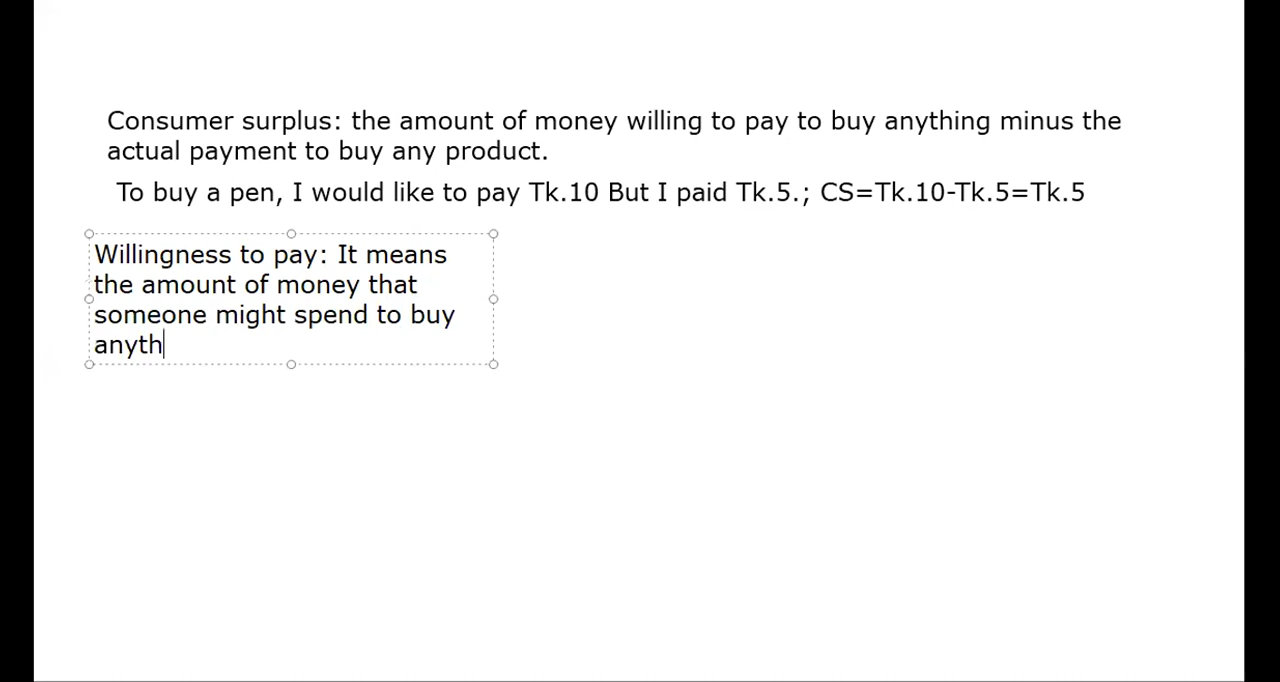 Consumer surplus: the amount of money willing to pay to buy anything minus the
actual payment to buy any product.
To buy a pen, I would like to pay Tk.10 But I paid Tk.5.; CS=Tk.10-Tk.5=Tk.5
Willingness to pay: It means
the amount of money that
someone might spend to buy
anyth